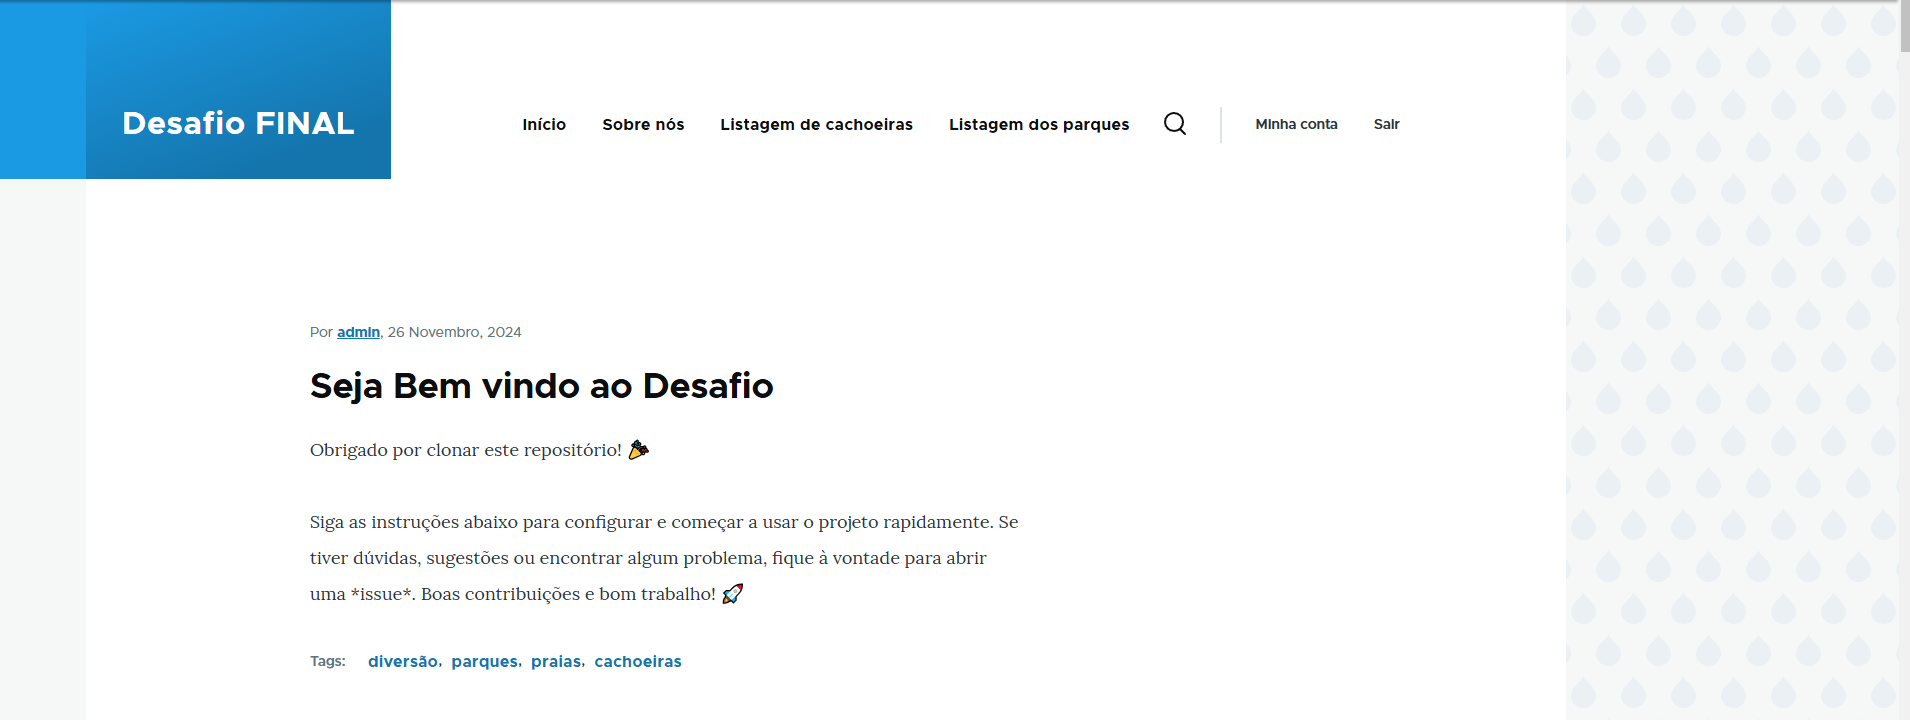 Desafio FINAL
Início Sobre nós Listagem de cachoeiras Listagem dos parques Minha conta Sair
Por admin, 26 Novembro, 2024
Seja Bem vindo ao Desafio
Obrigado por clonar este repositório! 🎉
Siga as instruções abaixo para configurar e começar a usar o projeto rapidamente. Se
tiver dúvidas, sugestões ou encontrar algum problema, fique à vontade para abrir
uma *issue*. Boas contribuições e bom trabalho! 🚀
Tags: diversão, parques, praias, cachoeiras